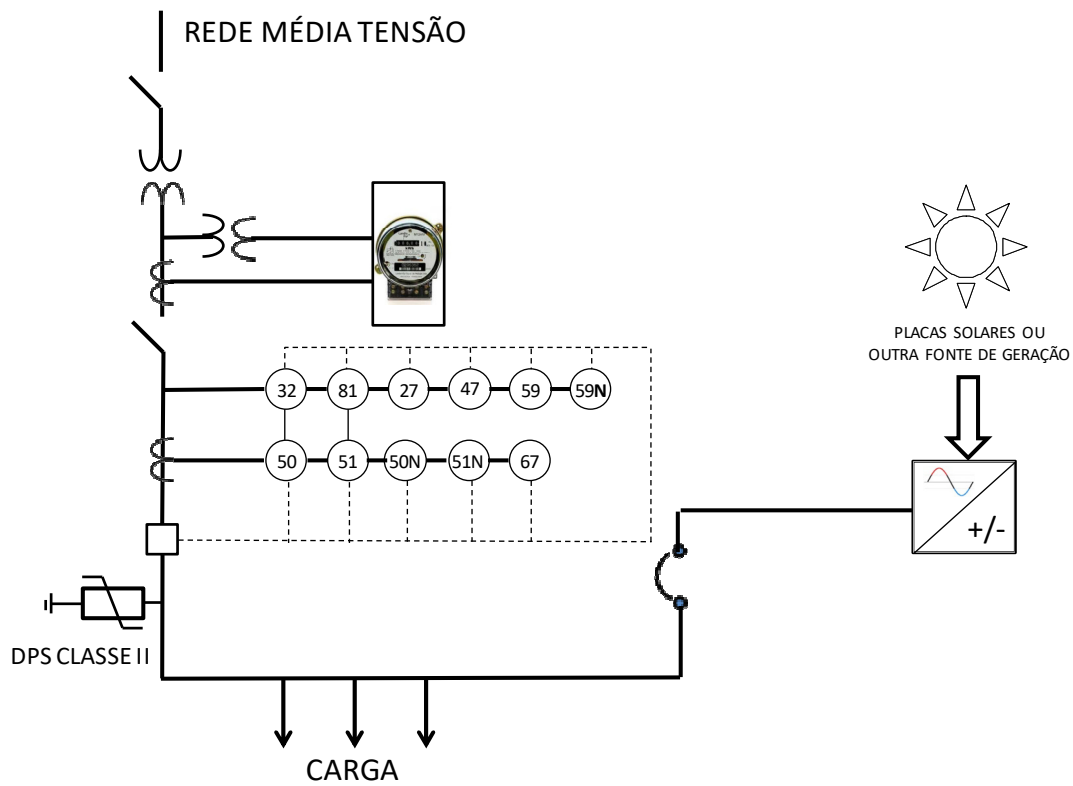 REDE MÉDIA TENSÃO
PLACAS SOLARES OU
OUTRA FONTE DE GERAÇÃO
32 81 27 47 59 59N
50 51 50N 51N 67
+/-
DPS CLASSE II
CARGA